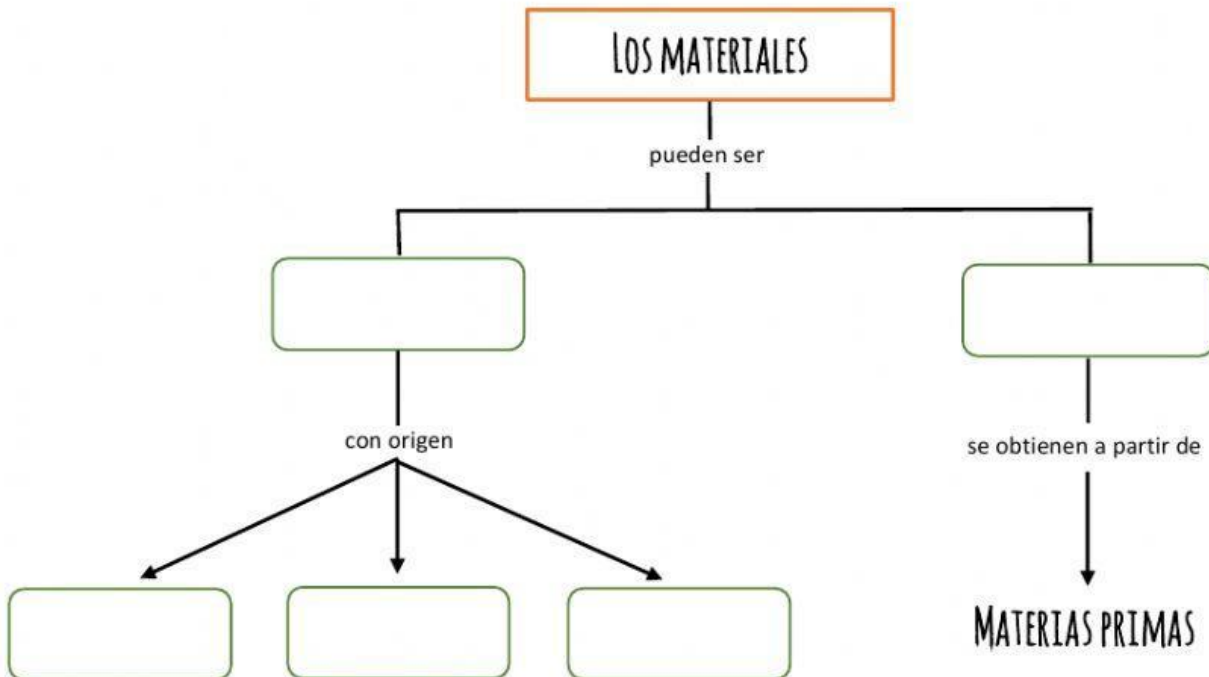 LOS MATERIALES
pueden ser
con origen
se obtienen a partir de
MATERIAS PRIMAS